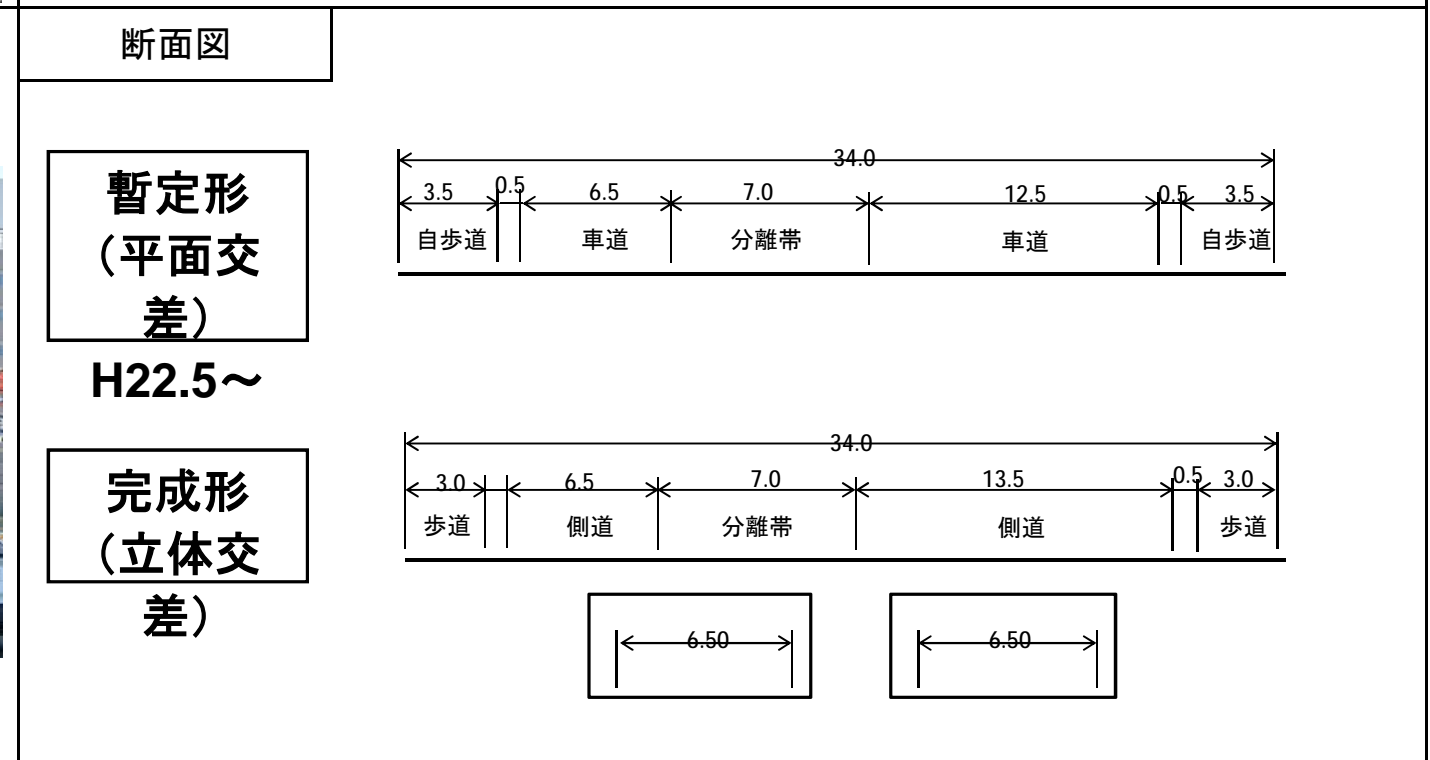 断面図
暫定形
（平面交
差）
H22.5～
34.0
3.5 0.5 6.5 7.0 12.5 0.5 3.5
自歩道 車道 分離帯 車道 自歩道
完成形
（立体交
差）
34.0
3.0 6.5 7.0 13.5 0.5 3.0
歩道 側道 分離帯 側道 歩道
6.50 6.50